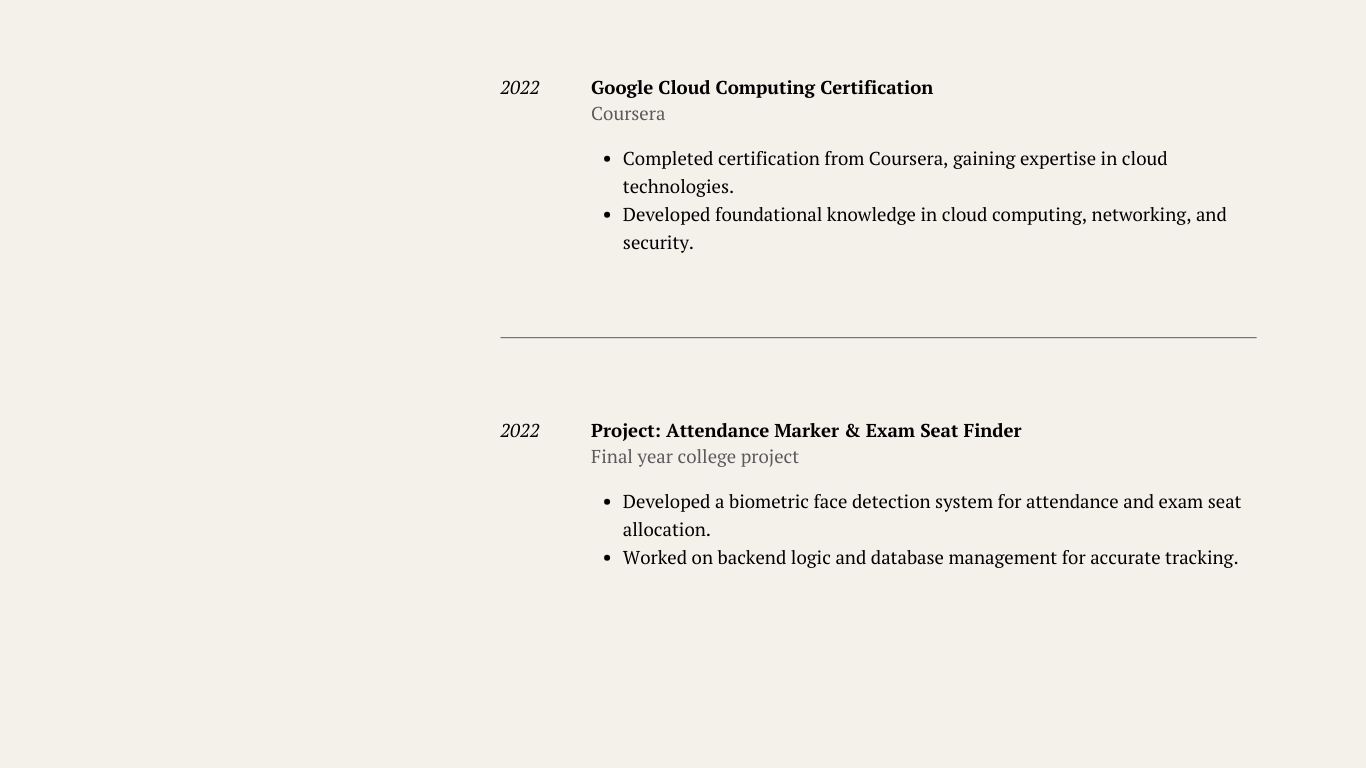 2022 Google Cloud Computing Certification
Coursera
• Completed certification from Coursera, gaining expertise in cloud
technologies.
• Developed foundational knowledge in cloud computing, networking, and
security.
2022 Project: Attendance Marker & Exam Seat Finder
Final year college project
• Developed a biometric face detection system for attendance and exam seat
allocation.
• Worked on backend logic and database management for accurate tracking.